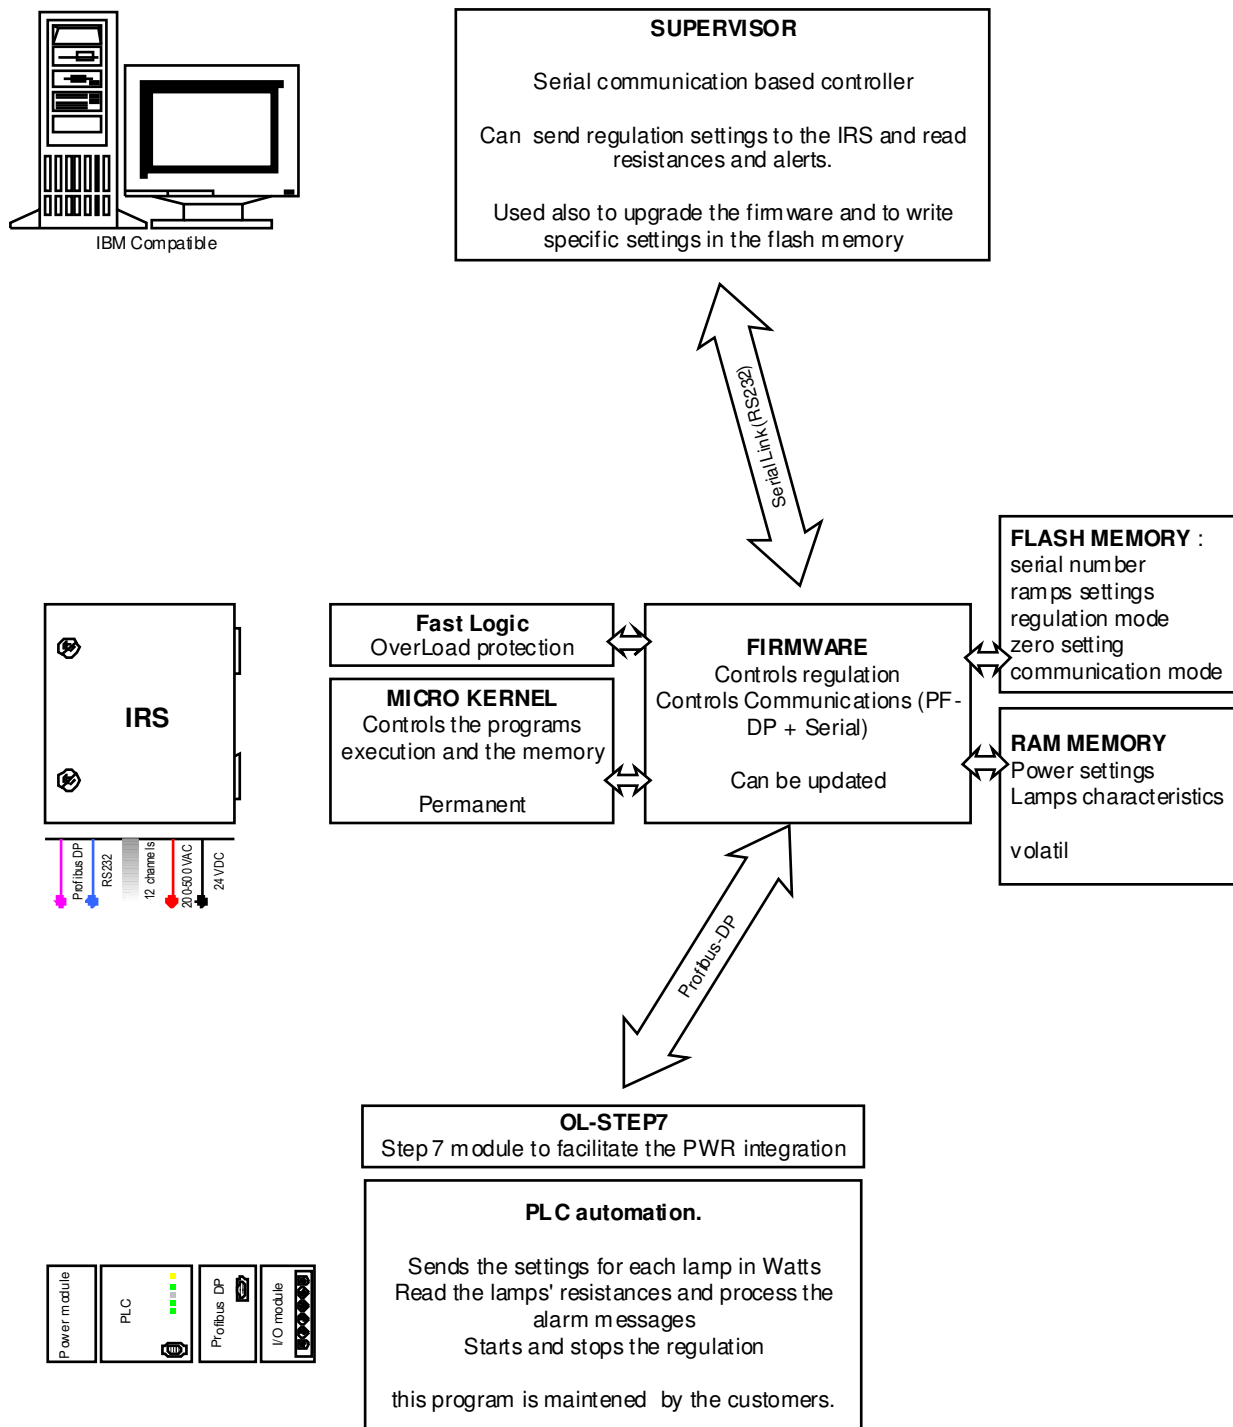 SUPERVISOR
Serial communication based controller
Can send regulation settings to the IRS and read
resistances and alerts.
Used also to upgrade the firmware and to write
specific settings in the flash memory
IBM Compatible
Serial Link (RS232)
FLASH MEMORY :
serial number
ramps settings
regulation mode
zero setting
communication mode
Fast Logic
OverLoad protection
FIRMWARE
Controls regulation
Controls Communications (PF-
DP + Serial)
Can be updated
MICRO KERNEL
Controls the programs
execution and the memory
Permanent
IRS
RAM MEMORY
Power settings
Lamps characteristics
volatil
Profibus DP
RS232
12 channels
200-500 VAC
24 VDC
Profibus-DP
OL-STEP7
Step7 module to facilitate the PWR integration
PLC automation.
Sends the settings for each lamp in Watts
Read the lamps' resistances and process the
alarm messages
Starts and stops the regulation
this program is maintened by the customers.
Power module
PLC
Profibus DP
I/O module